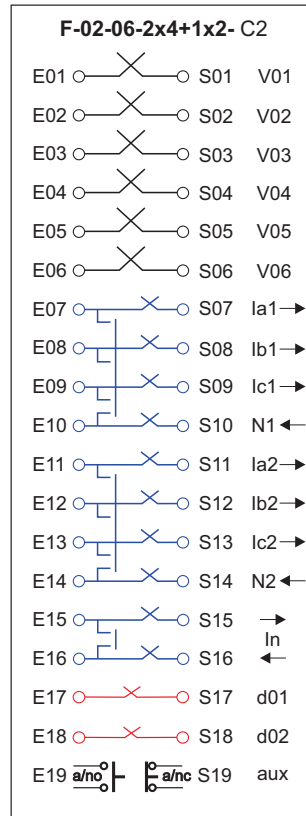 F-02-06-2x4+1x2- C2
E01 S01 V01
E02 S02 V02
E03 S03 V03
E04 S04 V04
E05 S05 V05
E06 S06 V06
E07 S07 Ia1
E08 S08 Ib1
E09 S09 Ic1
E10 S10 N1
E11 S11 Ia2
E12 S12 Ib2
E13 S13 Ic2
E14 S14 N2
E15 S15
In
E16 S16
E17 S17 d01
E18 S18 d02
E19 a/no a/nc S19 aux